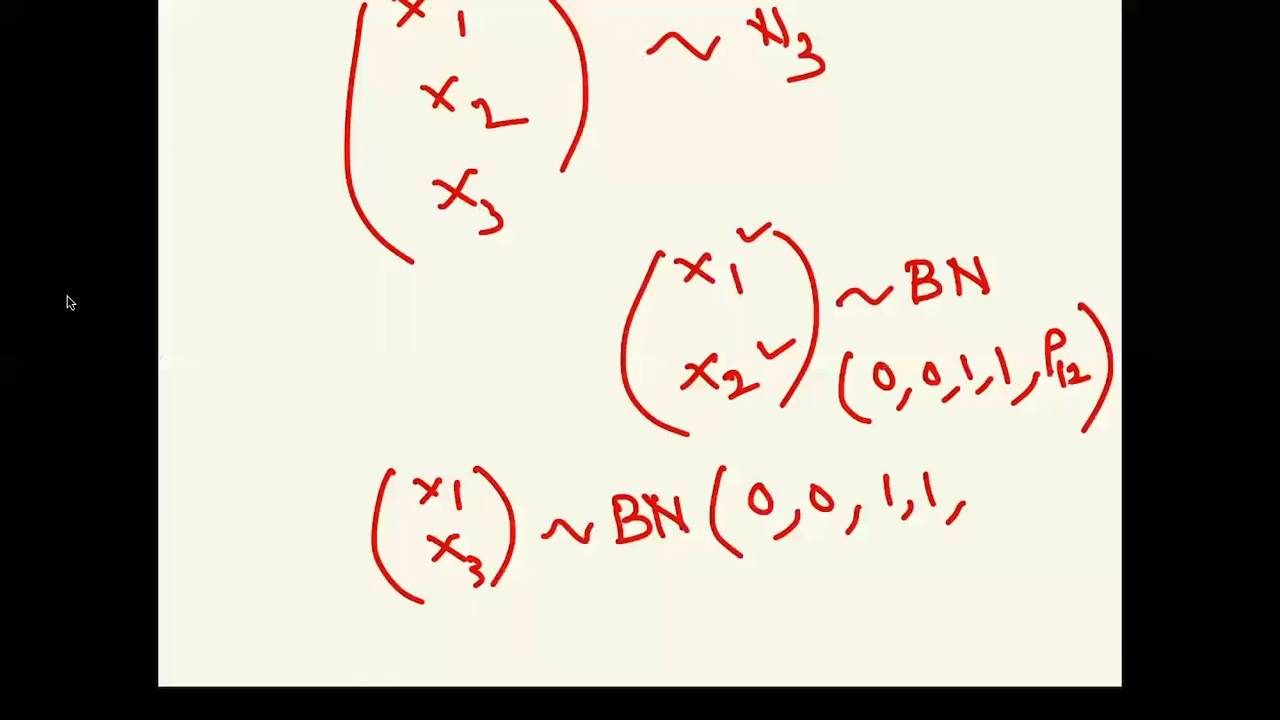 x1 ~ N3
x2
x3
x1 ~ BN
x2 (0,0,1,1,ρ12)
x1
x3 ~ BN (0,0,1,1,